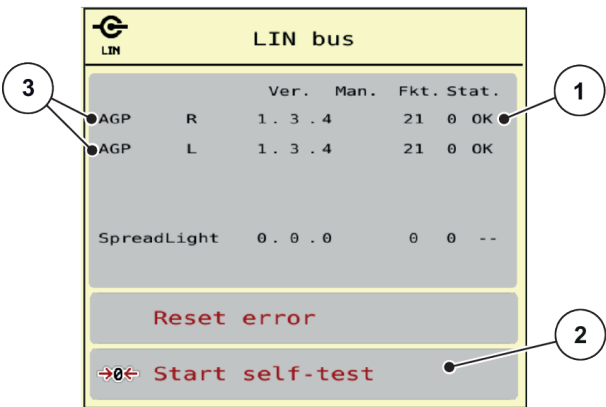 LIN
LIN bus
Ver. Man. Fkt. Stat.
3
1
AGP R 1.3.4 21 0 OK
AGP L 1.3.4 21 0 OK
SpreadLight 0.0.0 0 0 --
Reset error
2
→0← Start self-test